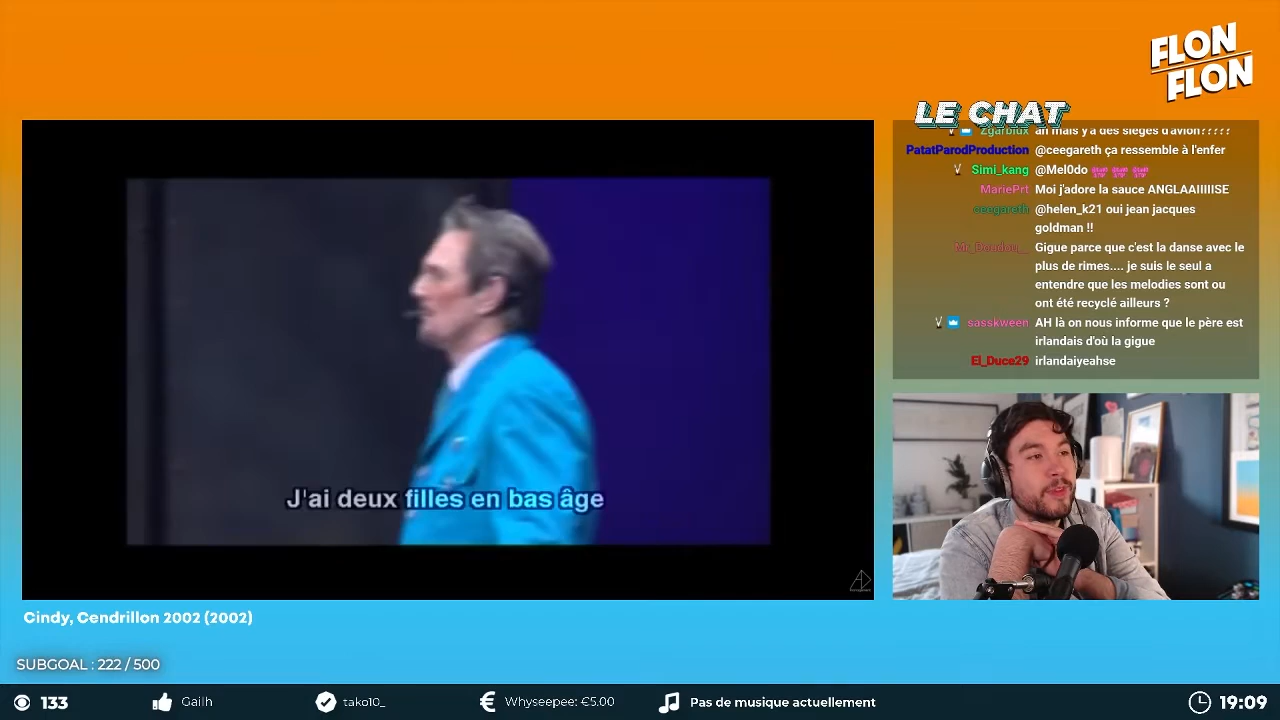 FLON
FLON
LE CHAT
Zgarblux ah mais y'a des sièges d'avion?????
PatatParodProduction @ceegareth ça ressemble à l'enfer
Simi_kang @Mel0do
MariePrt Moi j'adore la sauce ANGLAAIIIIISE
ceegareth @helen_k21 oui jean jacques
goldman !!
Gigue parce que c'est la danse avec le
plus de rimes.... je suis le seul a
entendre que les melodies sont ou
ont été recyclé ailleurs ?
sasskween AH là on nous informe que le père est
irlandais d'où la gigue
El_Duce29 irlandaiyeahse
J'ai deux filles en bas âge
Cindy, Cendrillon 2002 (2002)
SUBGOAL : 222 / 500
133
Gailh
tako10_
€ Whyseepee: €5.00
Pas de musique actuellement
19:09